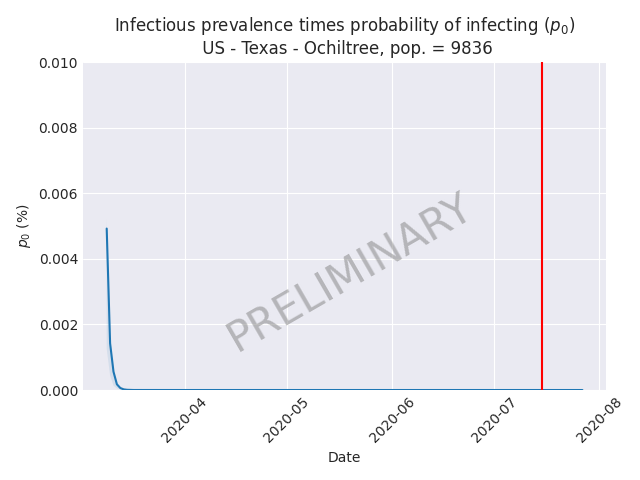 Infectious prevalence times probability of infecting (p₀)
US - Texas - Ochiltree, pop. = 9836
0.010
0.008
0.006
0.004
0.002
0.000
p₀ (%)
PRELIMINARY
2020-04
2020-05
2020-06
2020-07
2020-08
Date